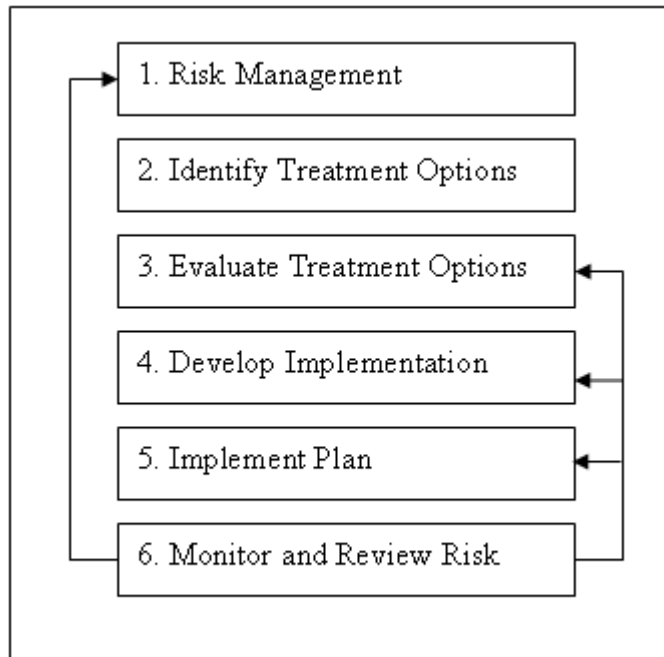 1. Risk Management
2. Identify Treatment Options
3. Evaluate Treatment Options
4. Develop Implementation
5. Implement Plan
6. Monitor and Review Risk